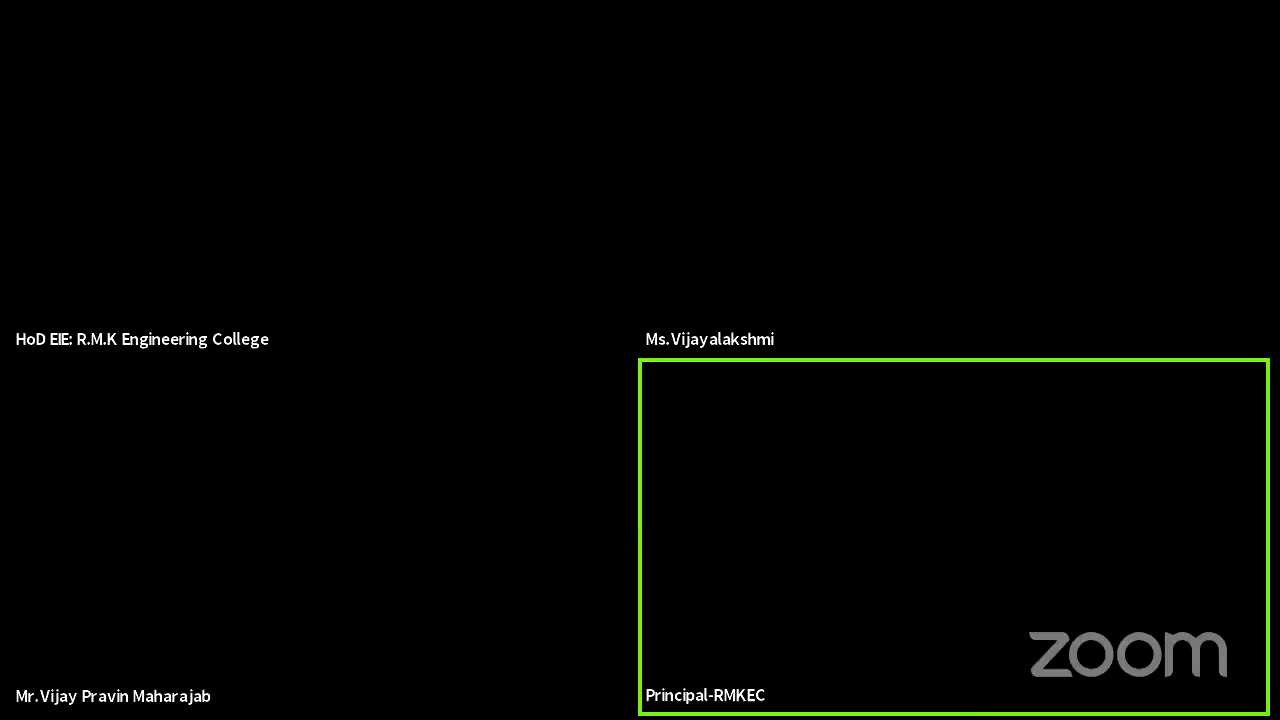 HoD EIE: R.M.K Engineering College
Ms.Vijayalakshmi
Mr.Vijay Pravin Maharajab
Principal-RMKEC
zoom